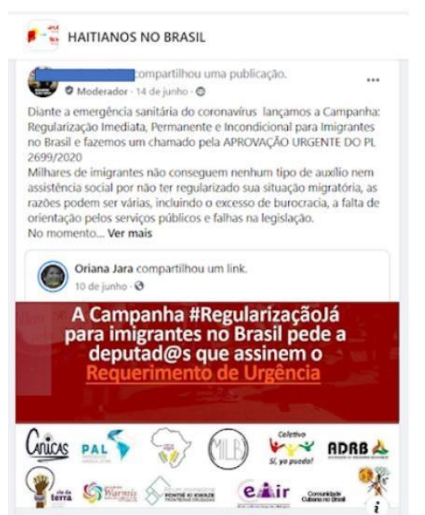 HAITIANOS NO BRASIL
compartilhou uma publicação.
Moderador · 14 de junho ·
Diante a emergência sanitária do coronavírus lançamos a Campanha:
Regularização Imediata, Permanente e Incondicional para Imigrantes
no Brasil e fazemos um chamado pela APROVAÇÃO URGENTE DO PL
2699/2020
Milhares de imigrantes não conseguem nenhum tipo de auxílio nem
assistência social por não ter regularizado sua situação migratória, as
razões podem ser várias, incluindo o excesso de burocracia, a falta de
orientação pelos serviços públicos e falhas na legislação.
No momento... Ver mais
Oriana Jara compartilhou um link.
10 de junho ·
A Campanha #RegularizaçãoJá
para imigrantes no Brasil pede a
deputad@s que assinem o
Requerimento de Urgência
CAnICAS
PAL
MILBi
Coletivo
Sí, yo puedo!
ADRB
vía da
terra
Warmis
eMir
Comunidade
Cubana no Brasil
i